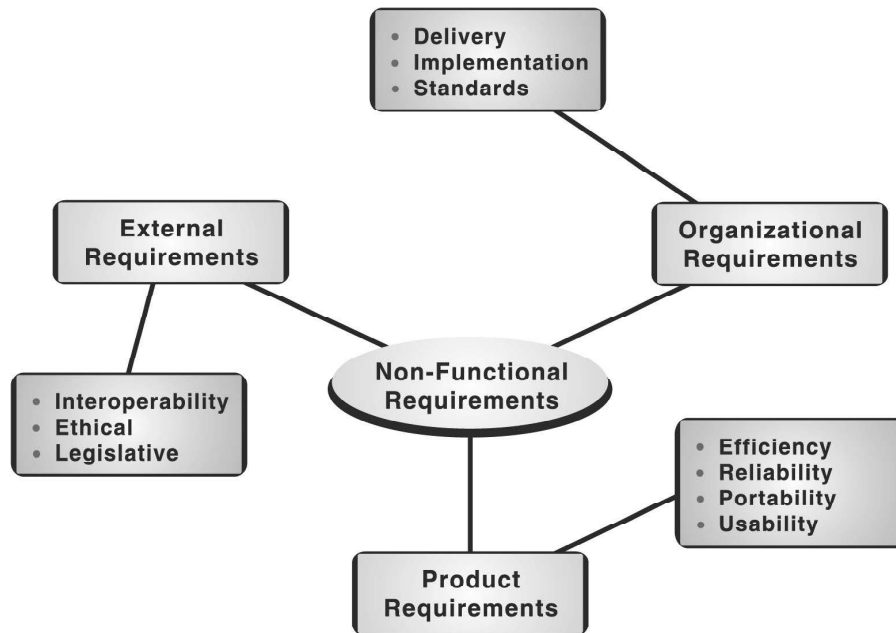 • Delivery
• Implementation
• Standards
External
Requirements
Organizational
Requirements
Non-Functional
Requirements
• Interoperability
• Ethical
• Legislative
• Efficiency
• Reliability
• Portability
• Usability
Product
Requirements